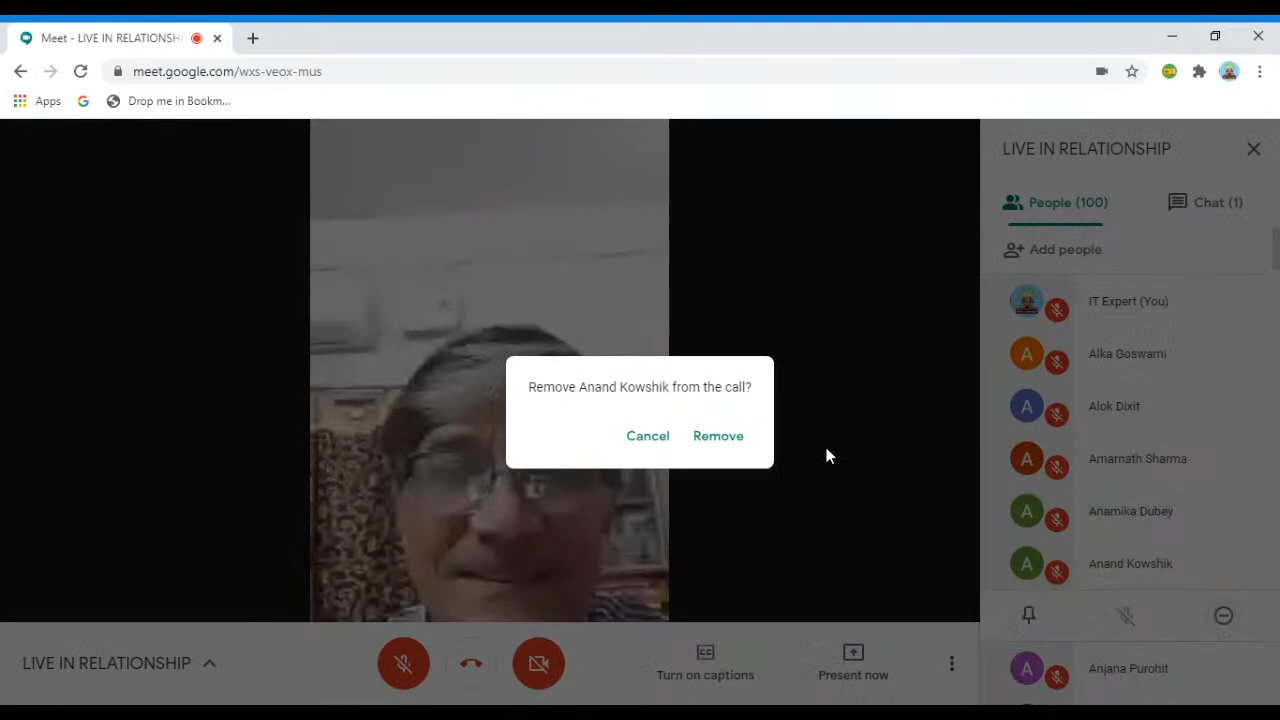 Meet - LIVE IN RELATIONSHI
meet.google.com/wxs-veox-mus
Apps
G
Drop me in Bookm...
LIVE IN RELATIONSHIP
People (100)
Chat (1)
Add people
IT Expert (You)
A Alka Goswami
A Alok Dixit
A Amarnath Sharma
A Anamika Dubey
A Anand Kowshik
A Anjana Purohit
Remove Anand Kowshik from the call?
Cancel Remove
LIVE IN RELATIONSHIP
CC
Turn on captions
Present now